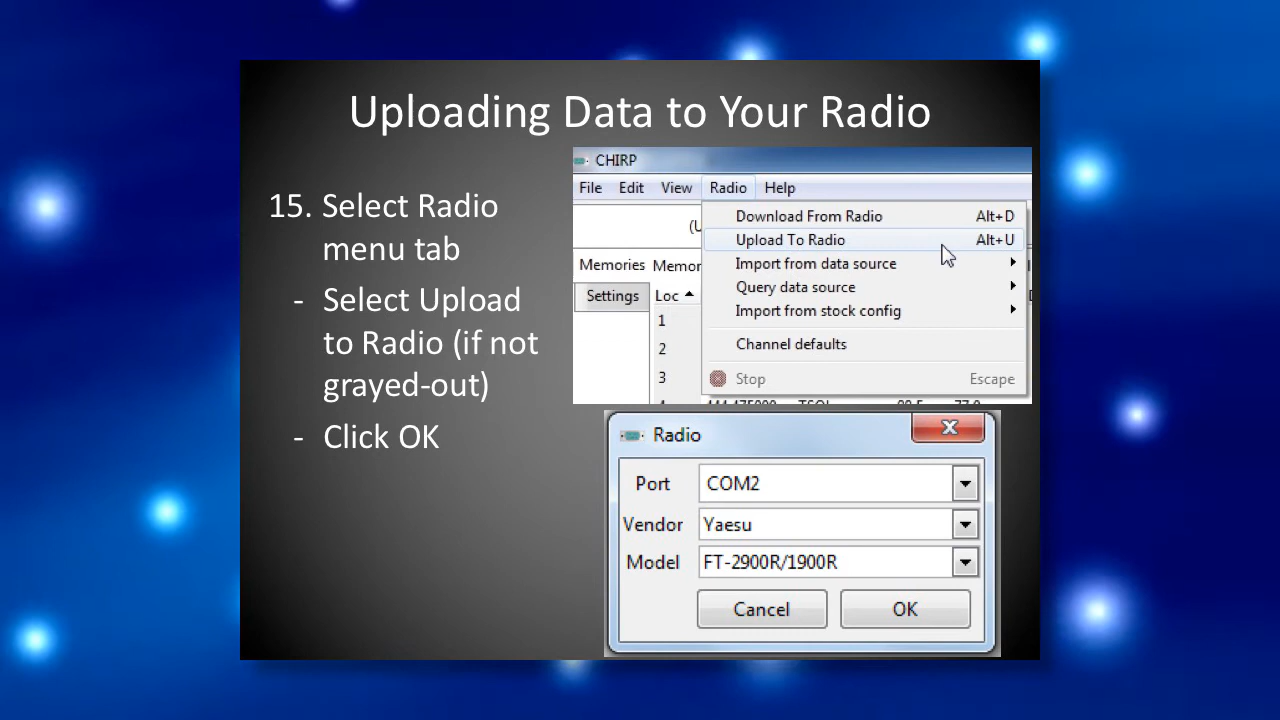 Uploading Data to Your Radio
15. Select Radio
menu tab
- Select Upload
to Radio (if not
grayed-out)
- Click OK
CHIRP
File Edit View Radio Help
Download From Radio Alt+D
Upload To Radio Alt+U
Import from data source
Query data source
Import from stock config
Channel defaults
Stop Escape
(U
Memories Memor
Settings Loc
1
2
3
Radio
Port COM2
Vendor Yaesu
Model FT-2900R/1900R
Cancel OK